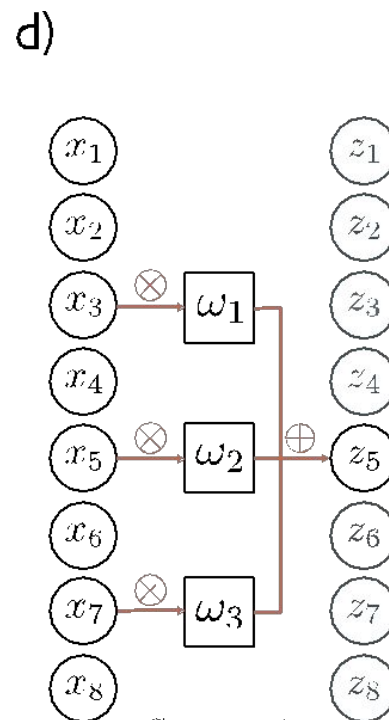 d)
x₁ z₁
x₂ z₂
x₃ ⊗ ω₁ z₃
x₄ z₄
x₅ ⊗ ω₂ ⊕ z₅
x₆ z₆
x₇ ⊗ ω₃ z₇
x₈ z₈